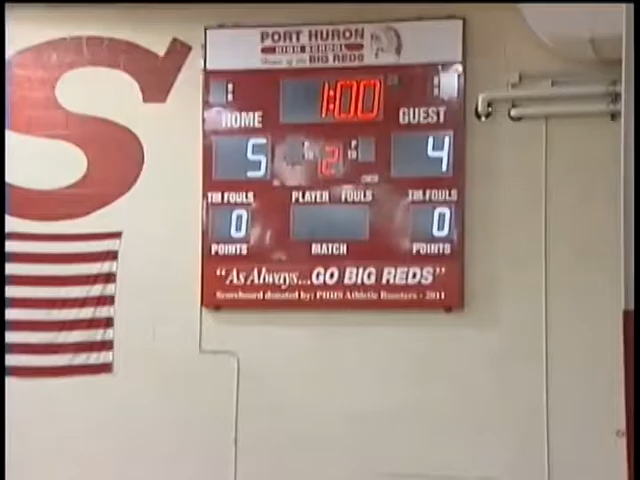 S
PORT HURON
HIGH SCHOOL
Home of the BIG REDS
1:00
HOME
GUEST
5
2
4
TM FOULS
PLAYER FOULS
TM FOULS
0
0
POINTS
MATCH
POINTS
"As Always...GO BIG REDS"
Scoreboard donated by: PHHS Athletic Boosters - 2011